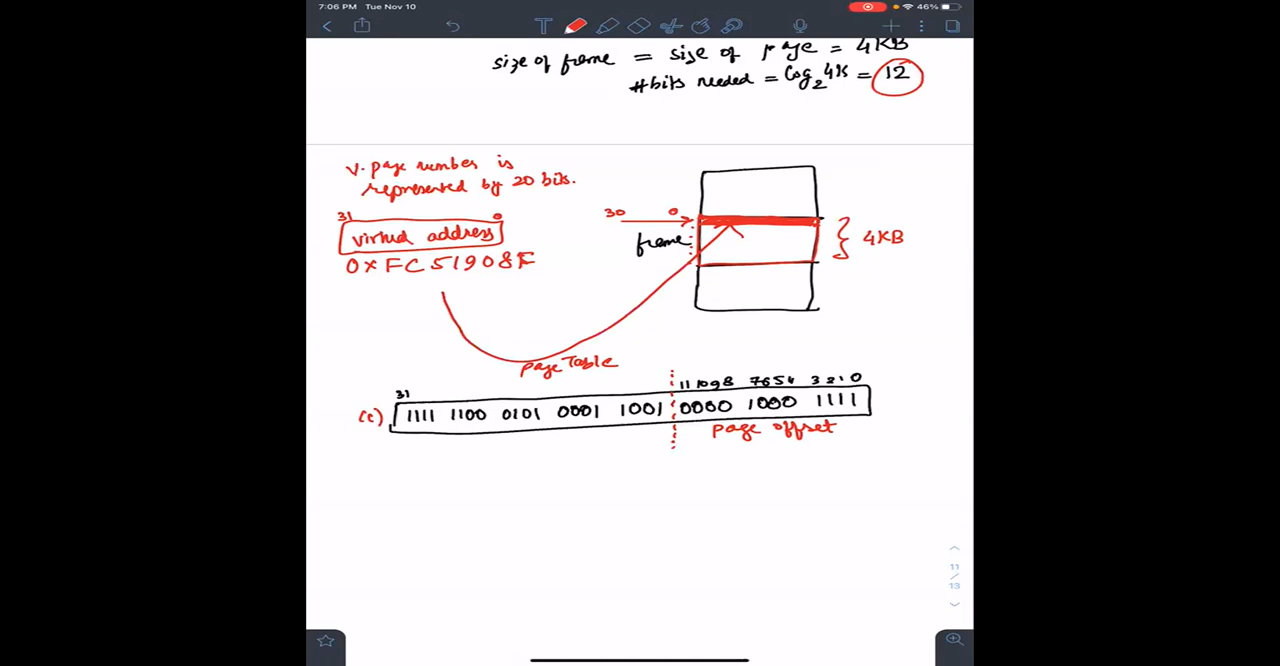 7:06 PM Tue Nov 10
46%
size of frame = size of page = 4KB
#bits needed = log₂4K = 12
V. page number is
represented by 20 bits.
31 0
virtual address
0xFC51908F
30 0
frame
4KB
Page Table
31 11 10 9 8 7 6 5 4 3 2 1 0
(c) 1111 1100 0101 0001 1001 0000 1000 1111
page offset
11
/
13